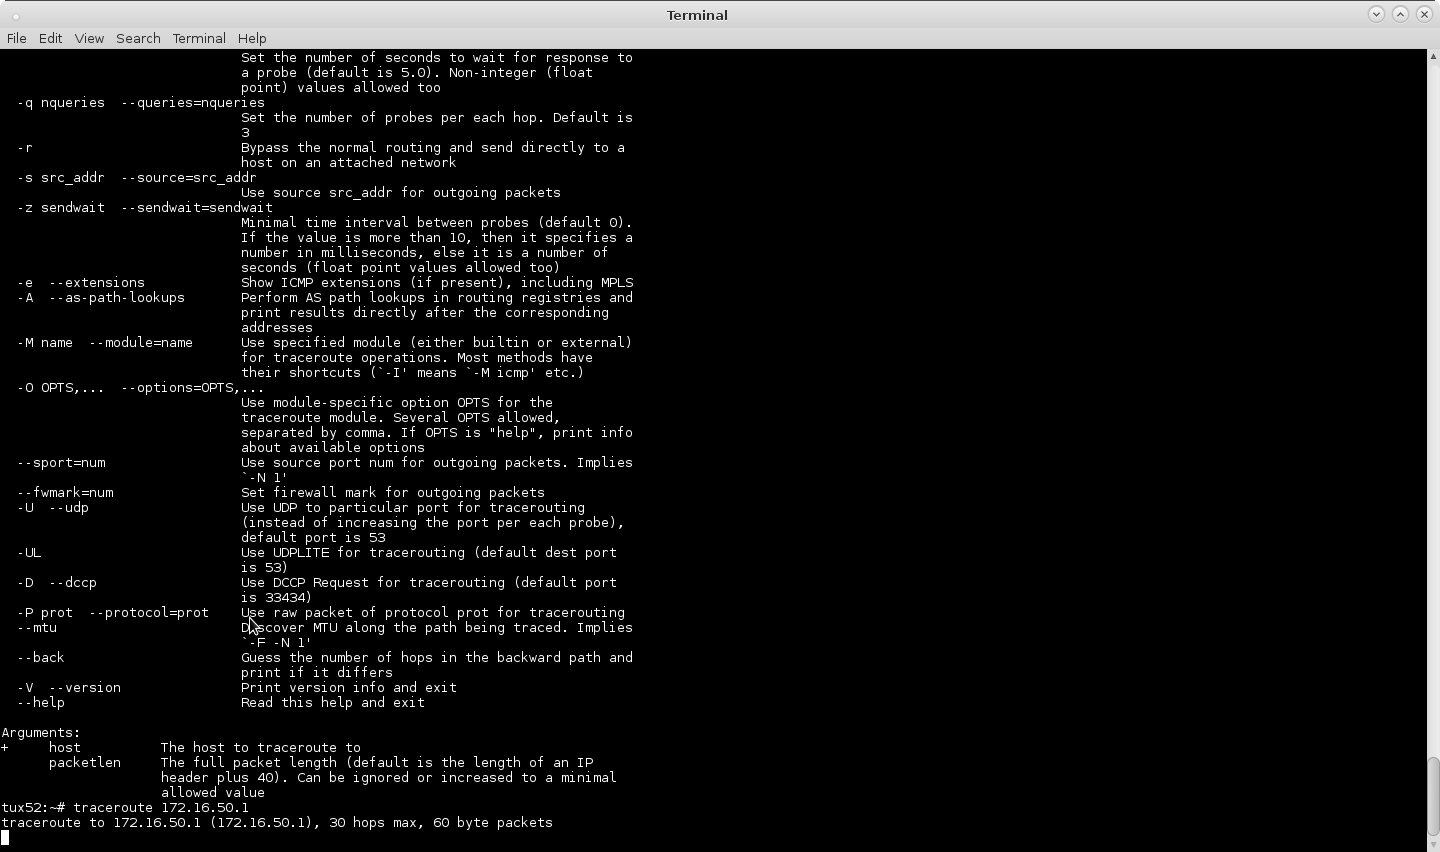 Terminal
File Edit View Search Terminal Help
Set the number of seconds to wait for response to
a probe (default is 5.0). Non-integer (float
point) values allowed too
-q nqueries  --queries=nqueries
Set the number of probes per each hop. Default is
3
-r                          Bypass the normal routing and send directly to a
host on an attached network
-s src_addr  --source=src_addr
Use source src_addr for outgoing packets
-z sendwait  --sendwait=sendwait
Minimal time interval between probes (default 0).
If the value is more than 10, then it specifies a
number in milliseconds, else it is a number of
seconds (float point values allowed too)
-e  --extensions            Show ICMP extensions (if present), including MPLS
-A  --as-path-lookups       Perform AS path lookups in routing registries and
print results directly after the corresponding
addresses
-M name  --module=name      Use specified module (either builtin or external)
for traceroute operations. Most methods have
their shortcuts (`-I' means `-M icmp' etc.)
-O OPTS,...  --options=OPTS,...
Use module-specific option OPTS for the
traceroute module. Several OPTS allowed,
separated by comma. If OPTS is "help", print info
about available options
--sport=num                 Use source port num for outgoing packets. Implies
`-N 1'
--fwmark=num                Set firewall mark for outgoing packets
-U  --udp                   Use UDP to particular port for tracerouting
(instead of increasing the port per each probe),
default port is 53
-UL                         Use UDPLITE for tracerouting (default dest port
is 53)
-D  --dccp                  Use DCCP Request for tracerouting (default port
is 33434)
-P prot  --protocol=prot    Use raw packet of protocol prot for tracerouting
--mtu                       Discover MTU along the path being traced. Implies
`-F -N 1'
--back                      Guess the number of hops in the backward path and
print if it differs
-V  --version               Print version info and exit
--help                      Read this help and exit
Arguments:
+     host          The host to traceroute to
packetlen     The full packet length (default is the length of an IP
header plus 40). Can be ignored or increased to a minimal
allowed value
tux52:~# traceroute 172.16.50.1
traceroute to 172.16.50.1 (172.16.50.1), 30 hops max, 60 byte packets